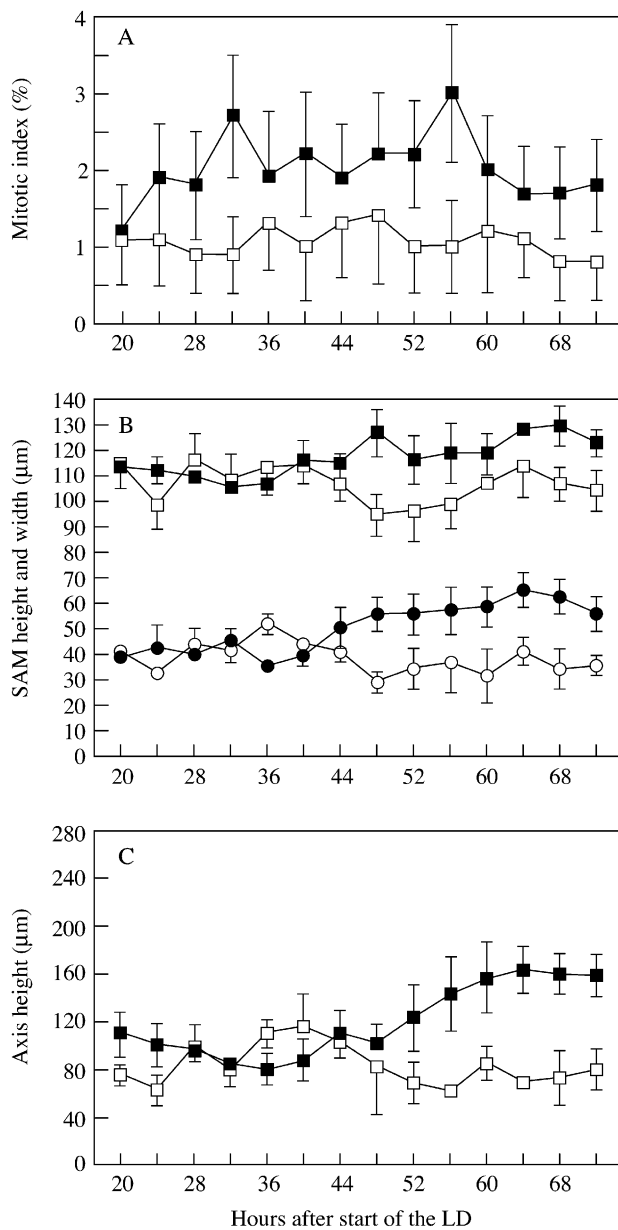 A
Mitotic index (%)
4
3
2
1
0
20 28 36 44 52 60 68
B
SAM height and width (μm)
140
130
120
110
100
90
80
70
60
50
40
30
20
10
0
20 28 36 44 52 60 68
C
Axis height (μm)
280
240
200
160
120
80
40
0
20 28 36 44 52 60 68
Hours after start of the LD